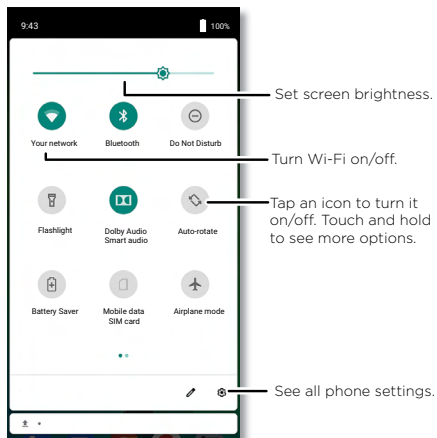 9:43
100%
Set screen brightness.
Your network
Bluetooth
Do Not Disturb
Turn Wi-Fi on/off.
Flashlight
Dolby Audio
Smart audio
Auto-rotate
Tap an icon to turn it
on/off. Touch and hold
to see more options.
Battery Saver
Mobile data
SIM card
Airplane mode
See all phone settings.